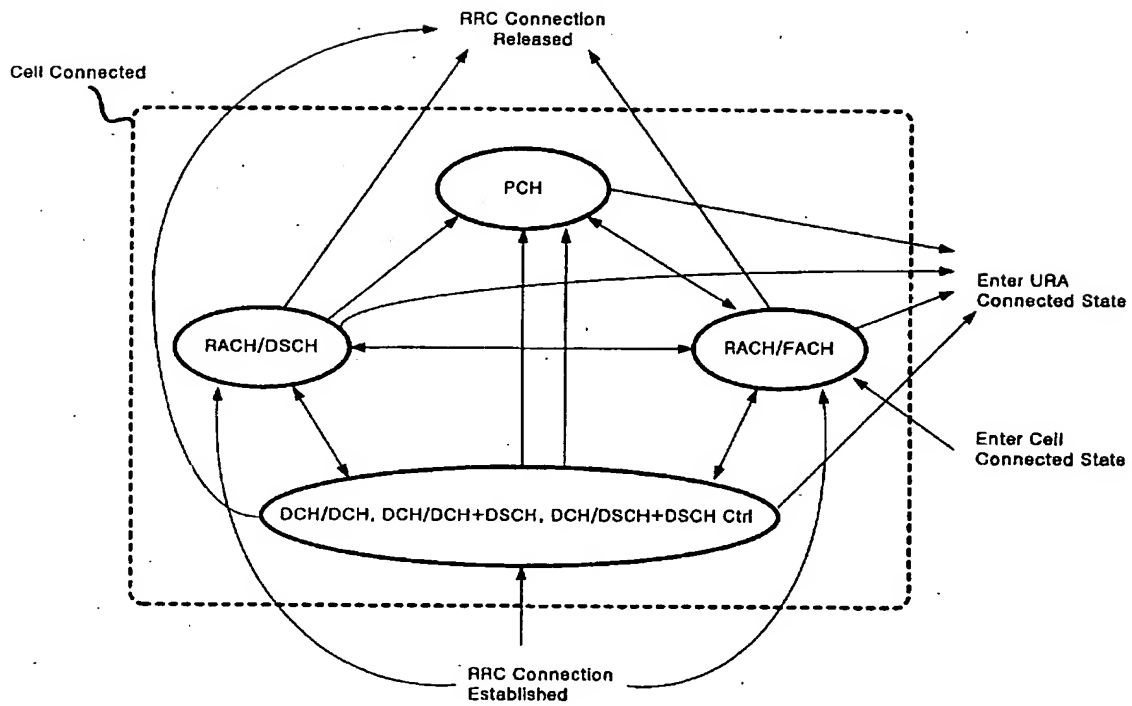 RRC Connection
Released
Cell Connected
PCH
Enter URA
Connected State
RACH/DSCH
RACH/FACH
Enter Cell
Connected State
DCH/DCH, DCH/DCH+DSCH, DCH/DSCH+DSCH Ctrl
RRC Connection
Established